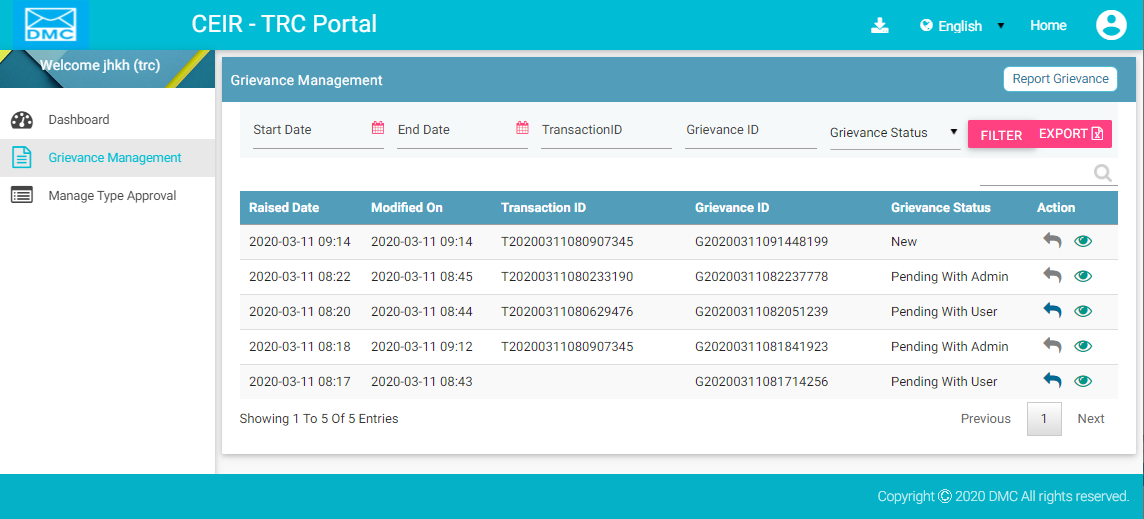 DMC
CEIR - TRC Portal
English
Home
Welcome jhkh (trc)
Dashboard
Grievance Management
Manage Type Approval
Grievance Management
Report Grievance
Start Date End Date TransactionID Grievance ID Grievance Status FILTER EXPORT
Raised Date Modified On Transaction ID Grievance ID Grievance Status Action
2020-03-11 09:14 2020-03-11 09:14 T20200311080907345 G20200311091448199 New
2020-03-11 08:22 2020-03-11 08:45 T20200311080233190 G20200311082237778 Pending With Admin
2020-03-11 08:20 2020-03-11 08:44 T20200311080629476 G20200311082051239 Pending With User
2020-03-11 08:18 2020-03-11 09:12 T20200311080907345 G20200311081841923 Pending With Admin
2020-03-11 08:17 2020-03-11 08:43 G20200311081714256 Pending With User
Showing 1 To 5 Of 5 Entries
Previous 1 Next
Copyright © 2020 DMC All rights reserved.